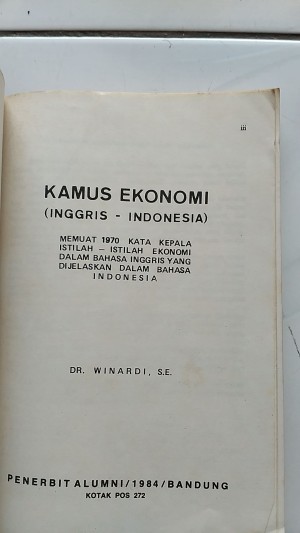 iii
KAMUS EKONOMI
(INGGRIS - INDONESIA)
MEMUAT 1970 KATA KEPALA
ISTILAH – ISTILAH EKONOMI
DALAM BAHASA INGGRIS YANG
DIJELASKAN DALAM BAHASA
INDONESIA
DR. WINARDI, S.E.
PENERBIT ALUMNI/1984/BANDUNG
KOTAK POS 272